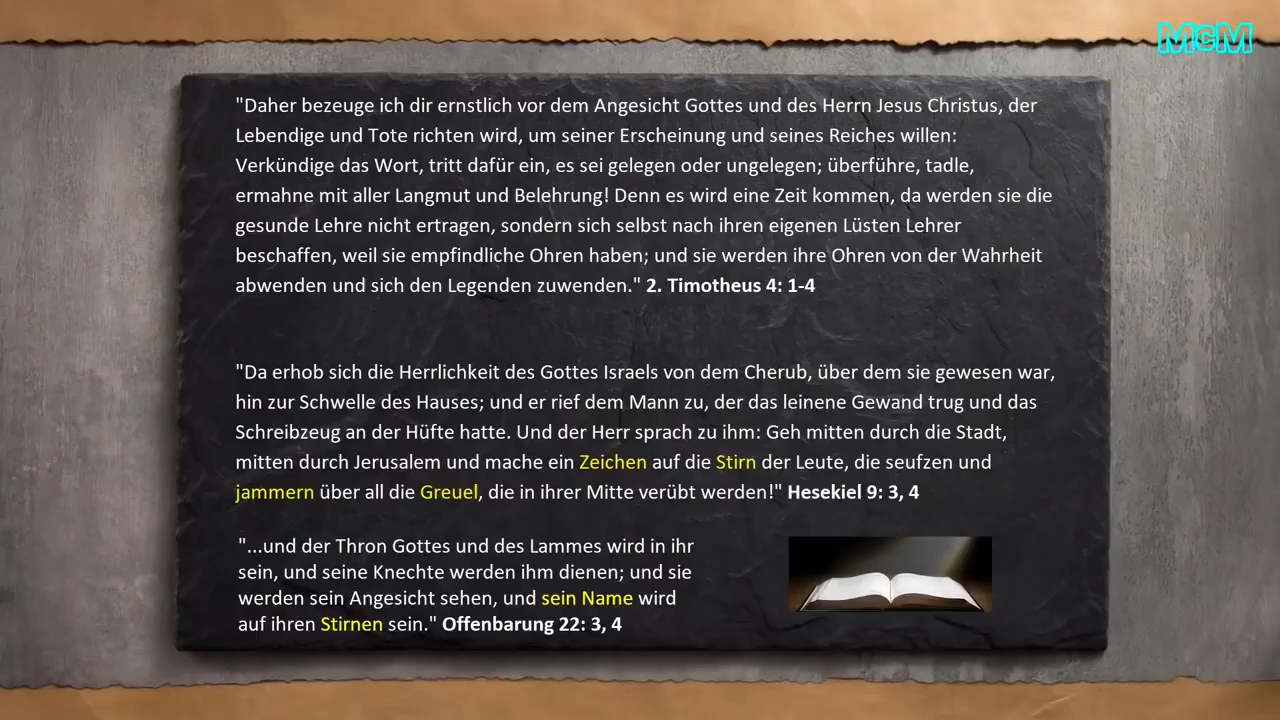 McM
"Daher bezeuge ich dir ernstlich vor dem Angesicht Gottes und des Herrn Jesus Christus, der
Lebendige und Tote richten wird, um seiner Erscheinung und seines Reiches willen:
Verkündige das Wort, tritt dafür ein, es sei gelegen oder ungelegen; überführe, tadle,
ermahne mit aller Langmut und Belehrung! Denn es wird eine Zeit kommen, da werden sie die
gesunde Lehre nicht ertragen, sondern sich selbst nach ihren eigenen Lüsten Lehrer
beschaffen, weil sie empfindliche Ohren haben; und sie werden ihre Ohren von der Wahrheit
abwenden und sich den Legenden zuwenden." 2. Timotheus 4: 1-4
"Da erhob sich die Herrlichkeit des Gottes Israels von dem Cherub, über dem sie gewesen war,
hin zur Schwelle des Hauses; und er rief dem Mann zu, der das leinene Gewand trug und das
Schreibzeug an der Hüfte hatte. Und der Herr sprach zu ihm: Geh mitten durch die Stadt,
mitten durch Jerusalem und mache ein Zeichen auf die Stirn der Leute, die seufzen und
jammern über all die Greuel, die in ihrer Mitte verübt werden!" Hesekiel 9: 3, 4
"...und der Thron Gottes und des Lammes wird in ihr
sein, und seine Knechte werden ihm dienen; und sie
werden sein Angesicht sehen, und sein Name wird
auf ihren Stirnen sein." Offenbarung 22: 3, 4